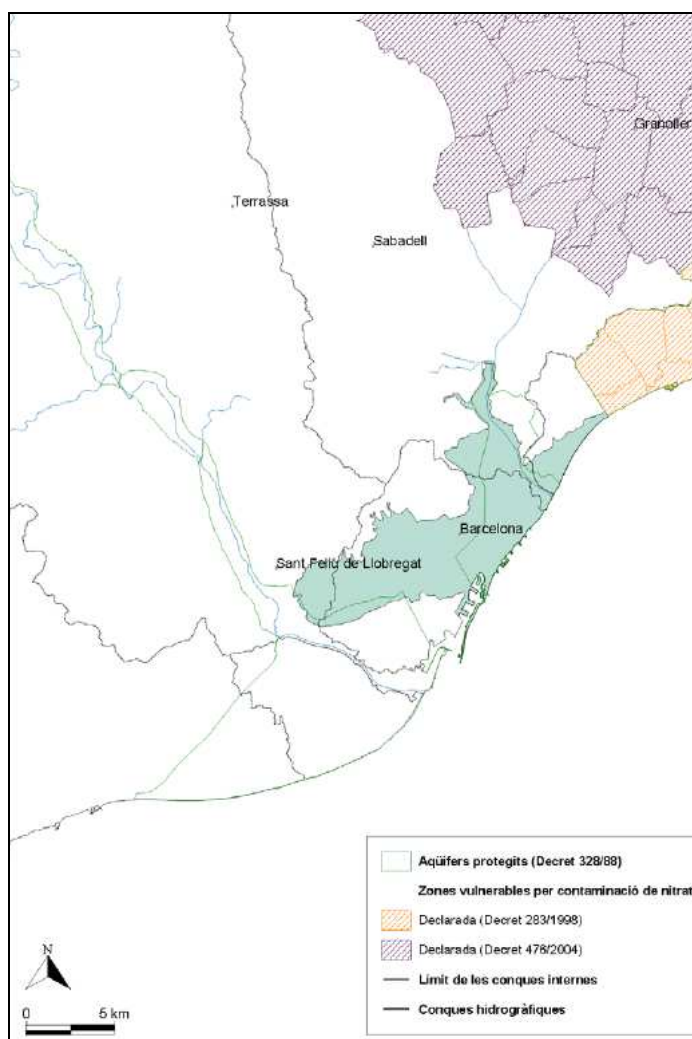 Granoller
Terrassa
Sabadell
Barcelona
Sant Feliu de Llobregat
Aqüífers protegits (Decret 328/88)
Zones vulnerables per contaminació de nitrat
Declarada (Decret 283/1998)
Declarada (Decret 476/2004)
Límit de les conques internes
Conques hidrogràfiques
N
0 5 km